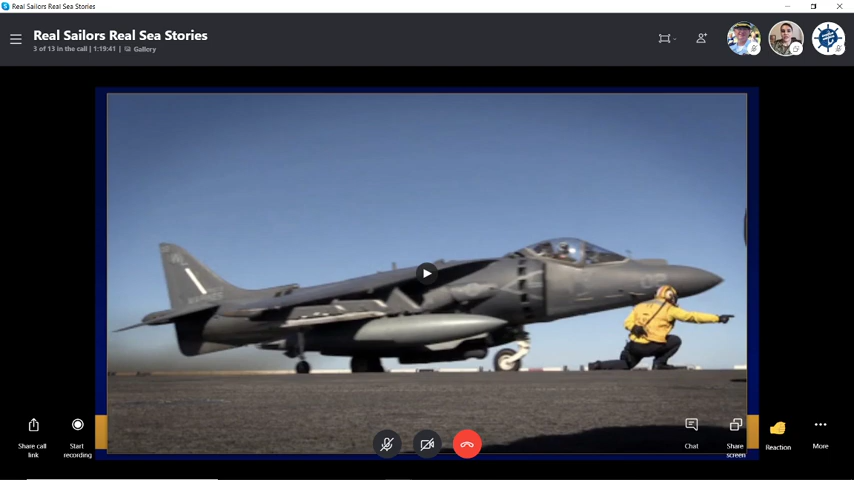 Real Sailors Real Sea Stories
Real Sailors Real Sea Stories
3 of 13 in the call | 1:19:41 | Gallery
Share call
link
Start
recording
Chat
Share
screen
Reaction
More